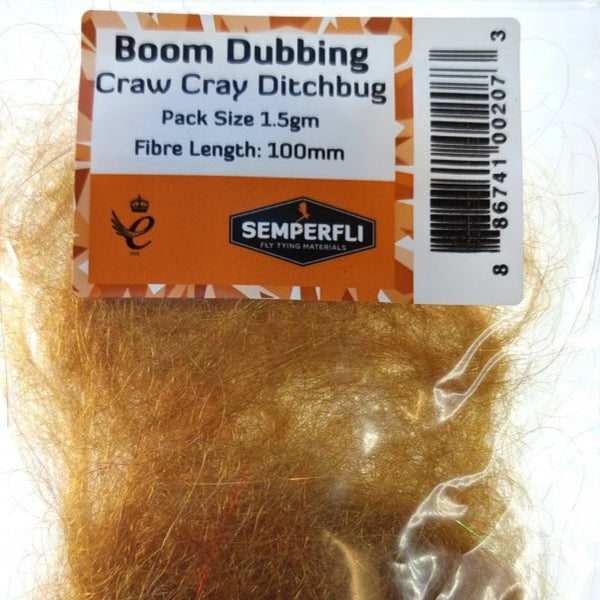 Boom Dubbing
Craw Cray Ditchbug
Pack Size 1.5gm
Fibre Length: 100mm
SEMPERFLI
FLY TYING MATERIALS
8 86741 00207 3